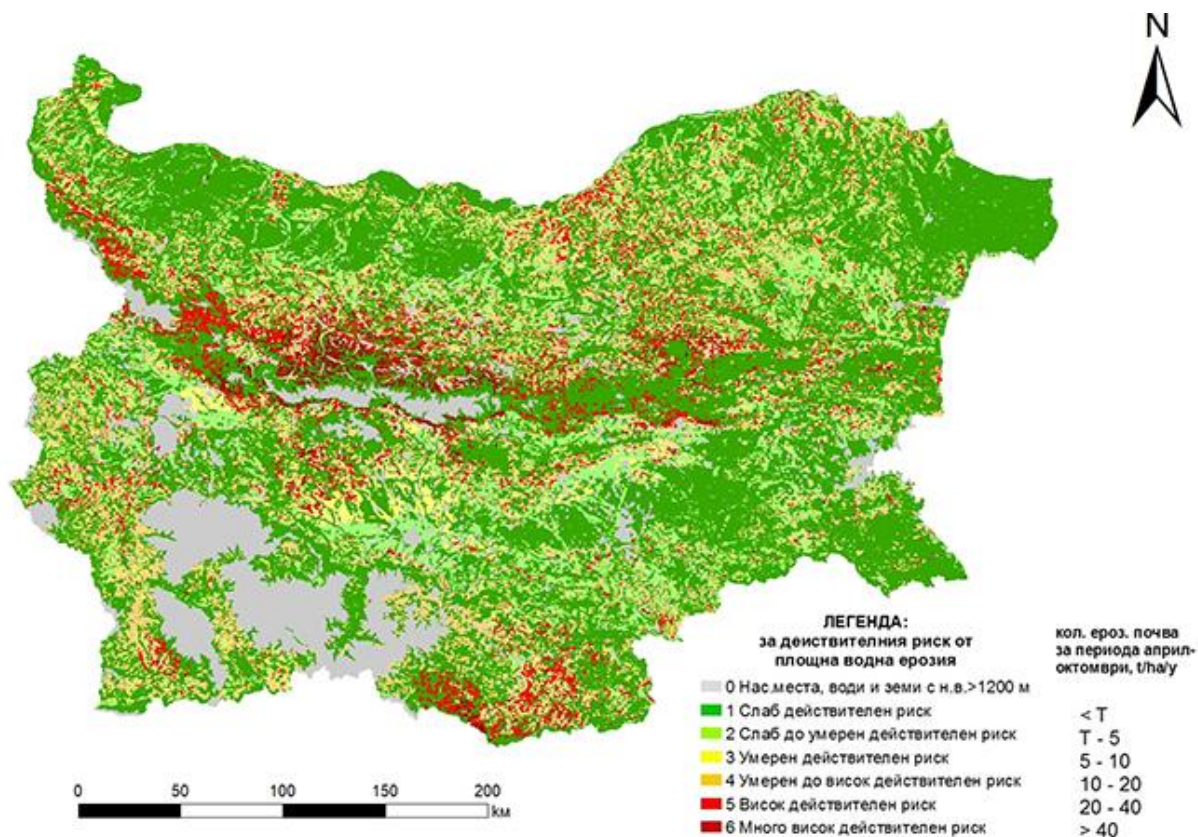 N
ЛЕГЕНДА:
за деиствителния риск от
площна водна ерозия
кол. ероз. почва
за периода април-
октомври, t/ha/y
0 Нас.места, води и земи с н.в.>1200 м
1 Слаб действителен риск
< T
2 Слаб до умерен действителен риск
T - 5
3 Умерен действителен риск
5 - 10
4 Умерен до висок действителен риск
10 - 20
5 Висок действителен риск
20 - 40
6 Много висок действителен риск
> 40
0 50 100 150 200
км